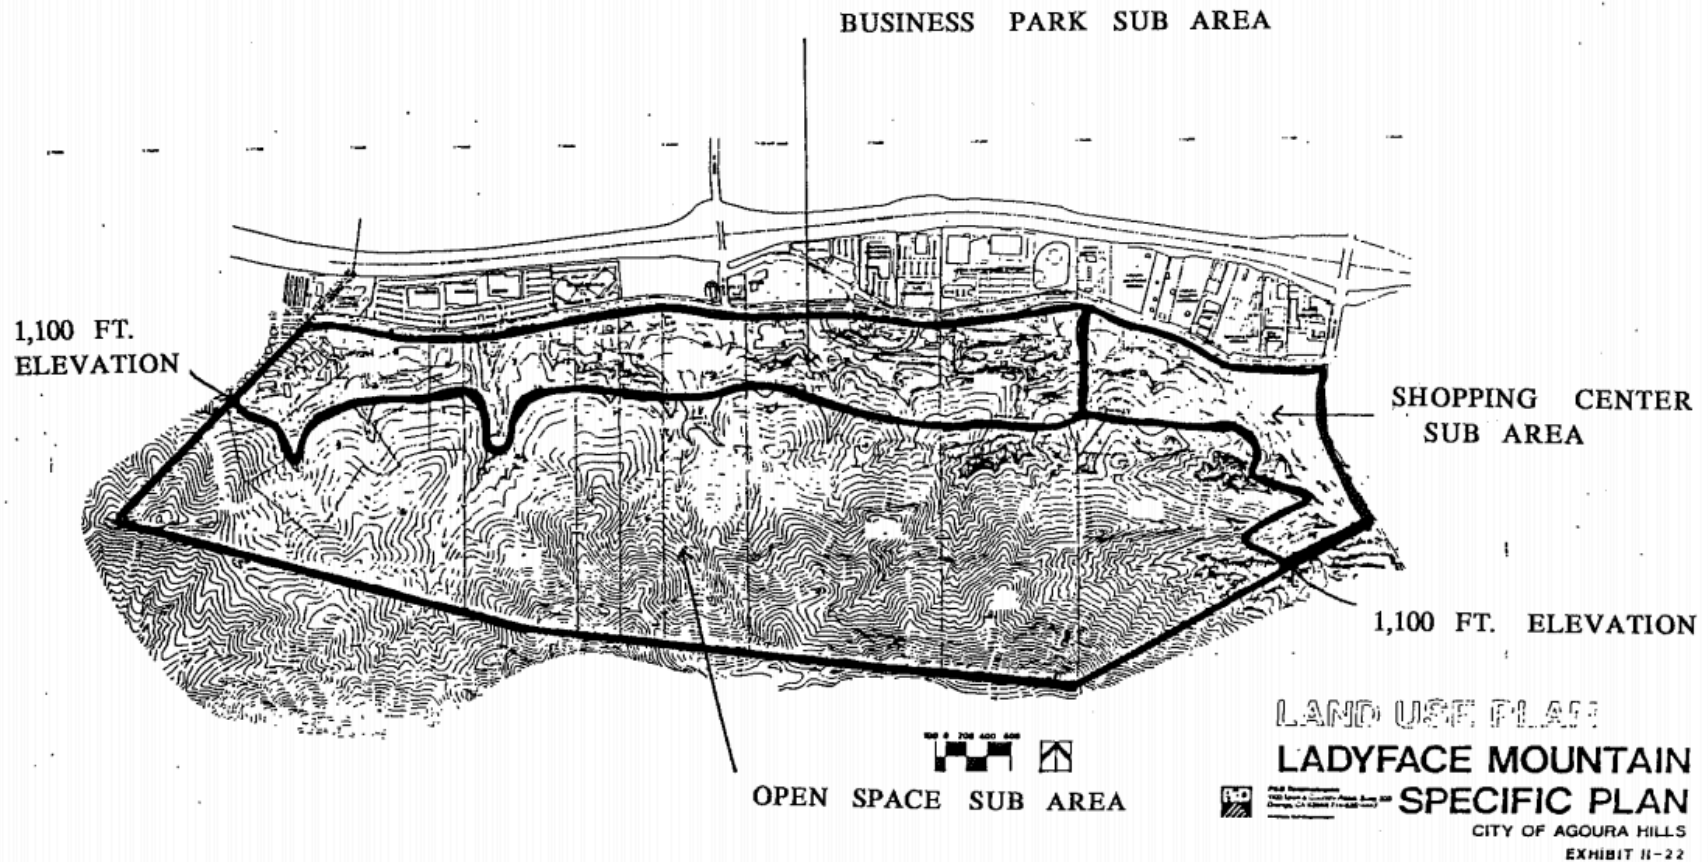 BUSINESS PARK SUB AREA
1,100 FT.
ELEVATION
SHOPPING CENTER
SUB AREA
1,100 FT. ELEVATION
OPEN SPACE SUB AREA
LAND USE PLAN
LADYFACE MOUNTAIN
SPECIFIC PLAN
CITY OF AGOURA HILLS
EXHIBIT II-22